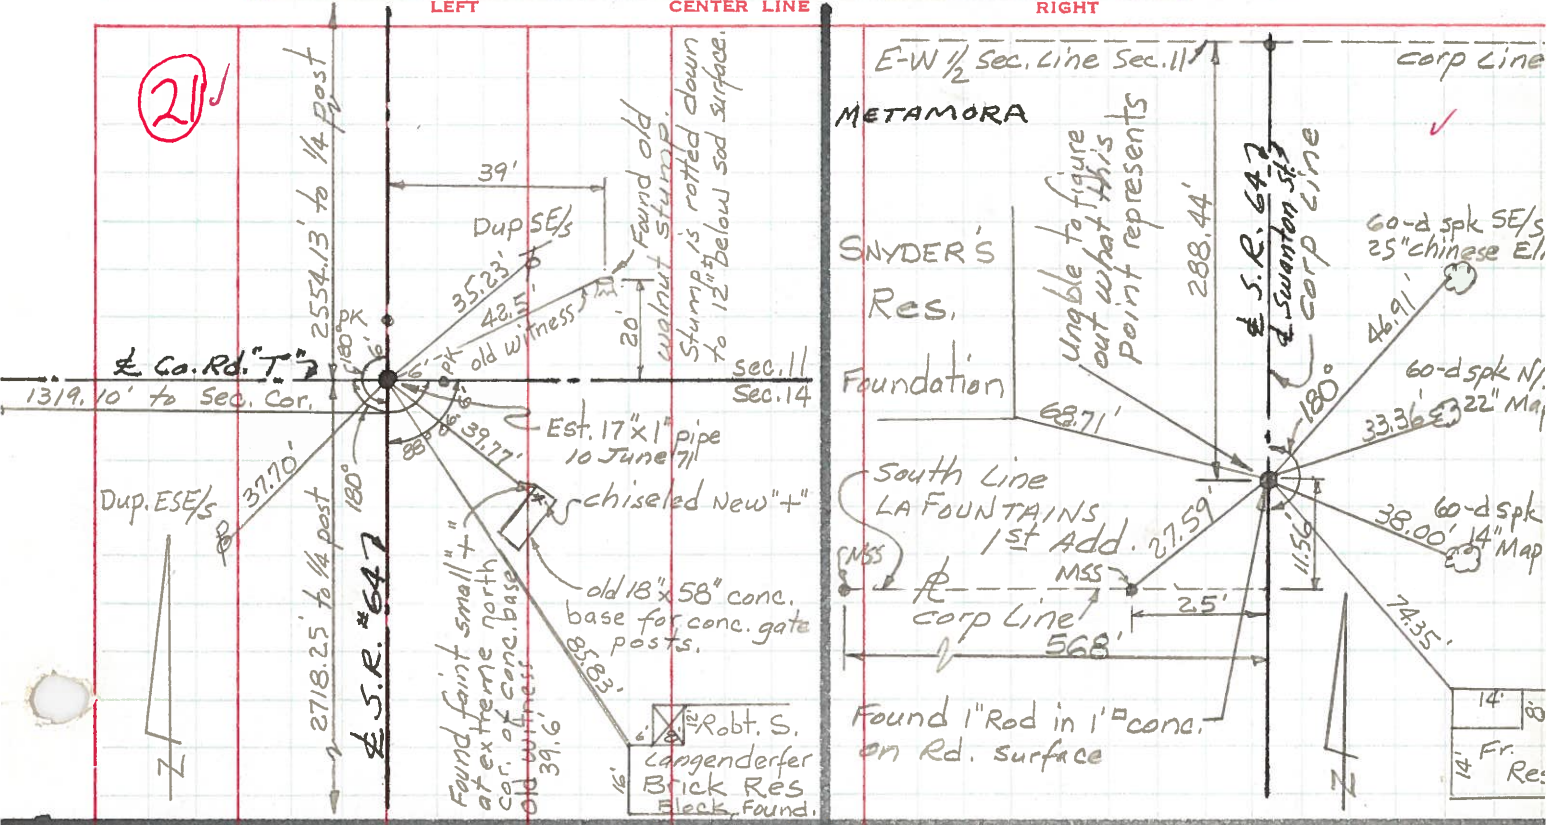 LEFT
CENTER LINE
21
2554.13' to 1/4 post
39'
Dup SE/s
35.23'
42.5'
old witness
Found old
walnut stump.
Stump is rotted down
to 12"± below sod surface.
20'
PK
180°
6'
6'
PK
℄ Co. Rd. "T"
sec. 11
Sec. 14
1319.10' to Sec. Cor.
Est. 17"x1" pipe
10 June 71
88°
39.77'
37.70'
180°
Dup. ESE/s
chiseled New "+"
2718.25' to 1/4 post
℄ S.R. #64
Found faint small "+"
at extreme north
cor. of conc. base
old witness
39.6'
old 18"x58" conc.
base for conc. gate
posts.
85.83'
6'
12'
Robt. S.
Langenderfer
Brick Res
Block Found.
16'
N
RIGHT
E-W 1/2 Sec. Line Sec. 11
corp Line
METAMORA
Unable to figure
out what this
point represents
288.44'
℄ S.R. 64
℄ Swanton St.
corp Line
SNYDER'S
Res.
Foundation
60-d spk SE/s
25" chinese El
46.91'
180°
60-d spk N/
22" Map
33.36'
68.71'
South Line
LA FOUNTAINS
1st Add.
27.59'
60-d spk
14" Map
38.00'
11.56'
MSS
MSS
℄
corp Line
25'
568'
74.35'
Found 1" Rod in 1'□ conc.
on Rd. surface
14'
8'
14'
Fr.
Res
N